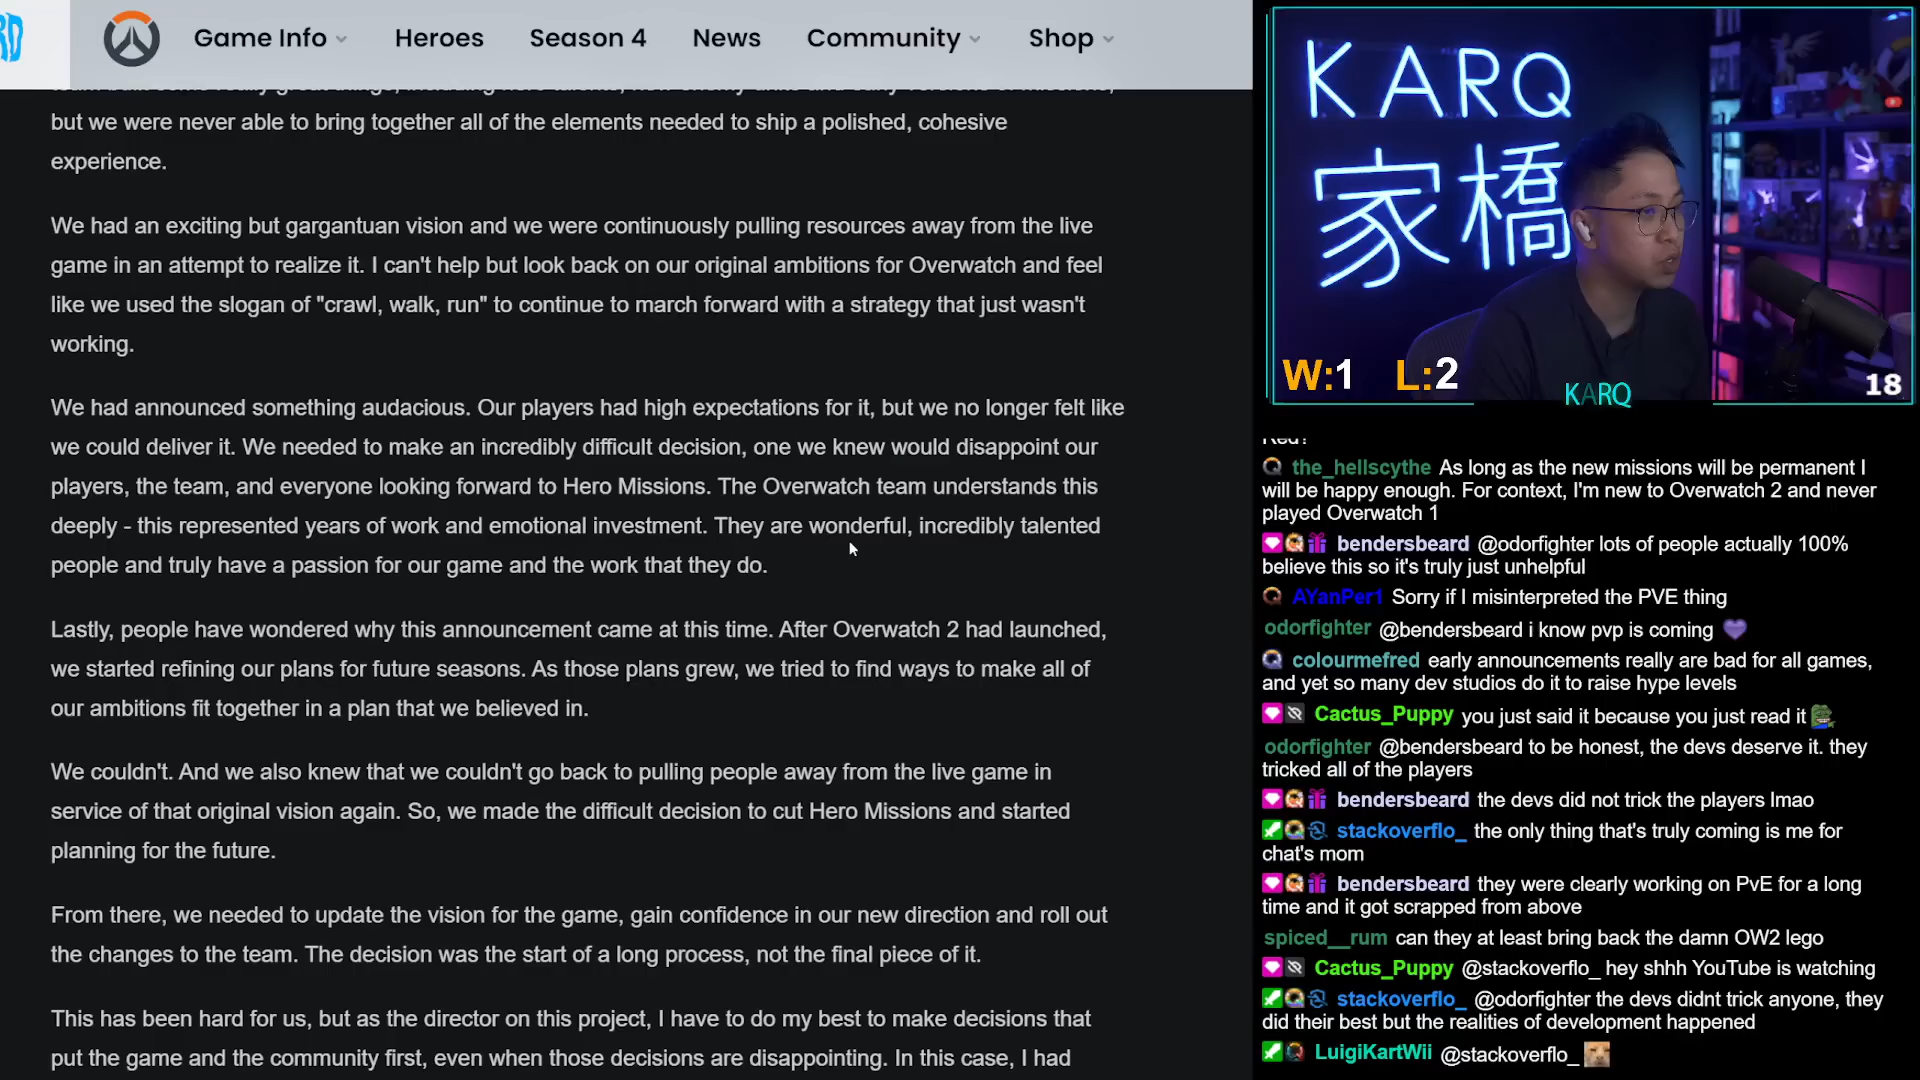 Game Info
Heroes
Season 4
News
Community
Shop
but we were never able to bring together all of the elements needed to ship a polished, cohesive
experience.
We had an exciting but gargantuan vision and we were continuously pulling resources away from the live
game in an attempt to realize it. I can't help but look back on our original ambitions for Overwatch and feel
like we used the slogan of "crawl, walk, run" to continue to march forward with a strategy that just wasn't
working.
We had announced something audacious. Our players had high expectations for it, but we no longer felt like
we could deliver it. We needed to make an incredibly difficult decision, one we knew would disappoint our
players, the team, and everyone looking forward to Hero Missions. The Overwatch team understands this
deeply - this represented years of work and emotional investment. They are wonderful, incredibly talented
people and truly have a passion for our game and the work that they do.
Lastly, people have wondered why this announcement came at this time. After Overwatch 2 had launched,
we started refining our plans for future seasons. As those plans grew, we tried to find ways to make all of
our ambitions fit together in a plan that we believed in.
We couldn't. And we also knew that we couldn't go back to pulling people away from the live game in
service of that original vision again. So, we made the difficult decision to cut Hero Missions and started
planning for the future.
From there, we needed to update the vision for the game, gain confidence in our new direction and roll out
the changes to the team. The decision was the start of a long process, not the final piece of it.
This has been hard for us, but as the director on this project, I have to do my best to make decisions that
put the game and the community first, even when those decisions are disappointing. In this case, I had
KARQ
家橋
W:1 L:2
KARQ
18
the_hellscythe As long as the new missions will be permanent I
will be happy enough. For context, I'm new to Overwatch 2 and never
played Overwatch 1
bendersbeard @odorfighter lots of people actually 100%
believe this so it's truly just unhelpful
AYanPer1 Sorry if I misinterpreted the PVE thing
odorfighter @bendersbeard i know pvp is coming
colourmefred early announcements really are bad for all games,
and yet so many dev studios do it to raise hype levels
Cactus_Puppy you just said it because you just read it
odorfighter @bendersbeard to be honest, the devs deserve it. they
tricked all of the players
bendersbeard the devs did not trick the players lmao
stackoverflo_ the only thing that's truly coming is me for
chat's mom
bendersbeard they were clearly working on PvE for a long
time and it got scrapped from above
spiced__rum can they at least bring back the damn OW2 lego
Cactus_Puppy @stackoverflo_ hey shhh YouTube is watching
stackoverflo_ @odorfighter the devs didnt trick anyone, they
did their best but the realities of development happened
LuigiKartWii @stackoverflo_